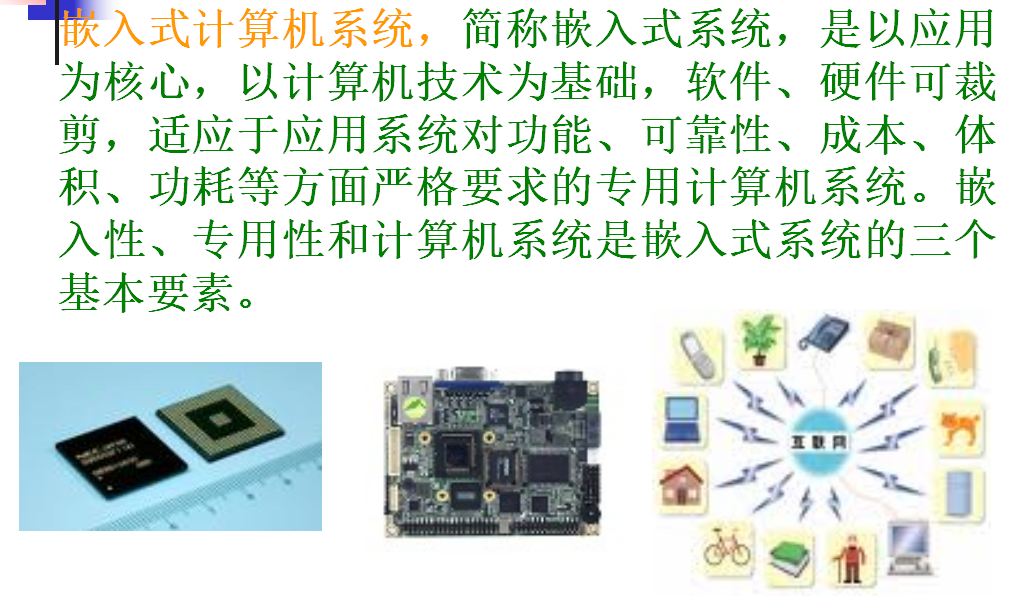 嵌入式计算机系统，简称嵌入式系统，是以应用
为核心，以计算机技术为基础，软件、硬件可裁
剪，适应于应用系统对功能、可靠性、成本、体
积、功耗等方面严格要求的专用计算机系统。嵌
入性、专用性和计算机系统是嵌入式系统的三个
基本要素。
互联网